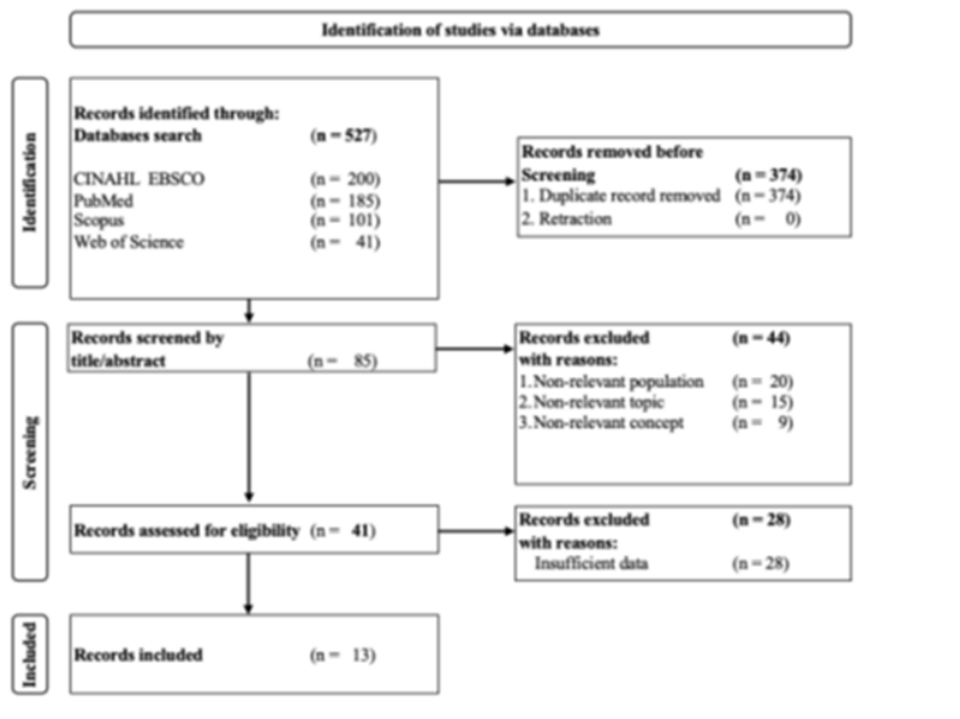 Identification of studies via databases
Identification
Records identified through:
Databases search (n = 527)
CINAHL EBSCO (n = 200)
PubMed (n = 185)
Scopus (n = 101)
Web of Science (n = 41)
Records removed before
Screening (n = 374)
1. Duplicate record removed (n = 374)
2. Retraction (n = 0)
Screening
Records screened by
title/abstract (n = 85)
Records excluded (n = 44)
with reasons:
1. Non-relevant population (n = 20)
2. Non-relevant topic (n = 15)
3. Non-relevant concept (n = 9)
Records assessed for eligibility (n = 41)
Records excluded (n = 28)
with reasons:
Insufficient data (n = 28)
Included
Records included (n = 13)